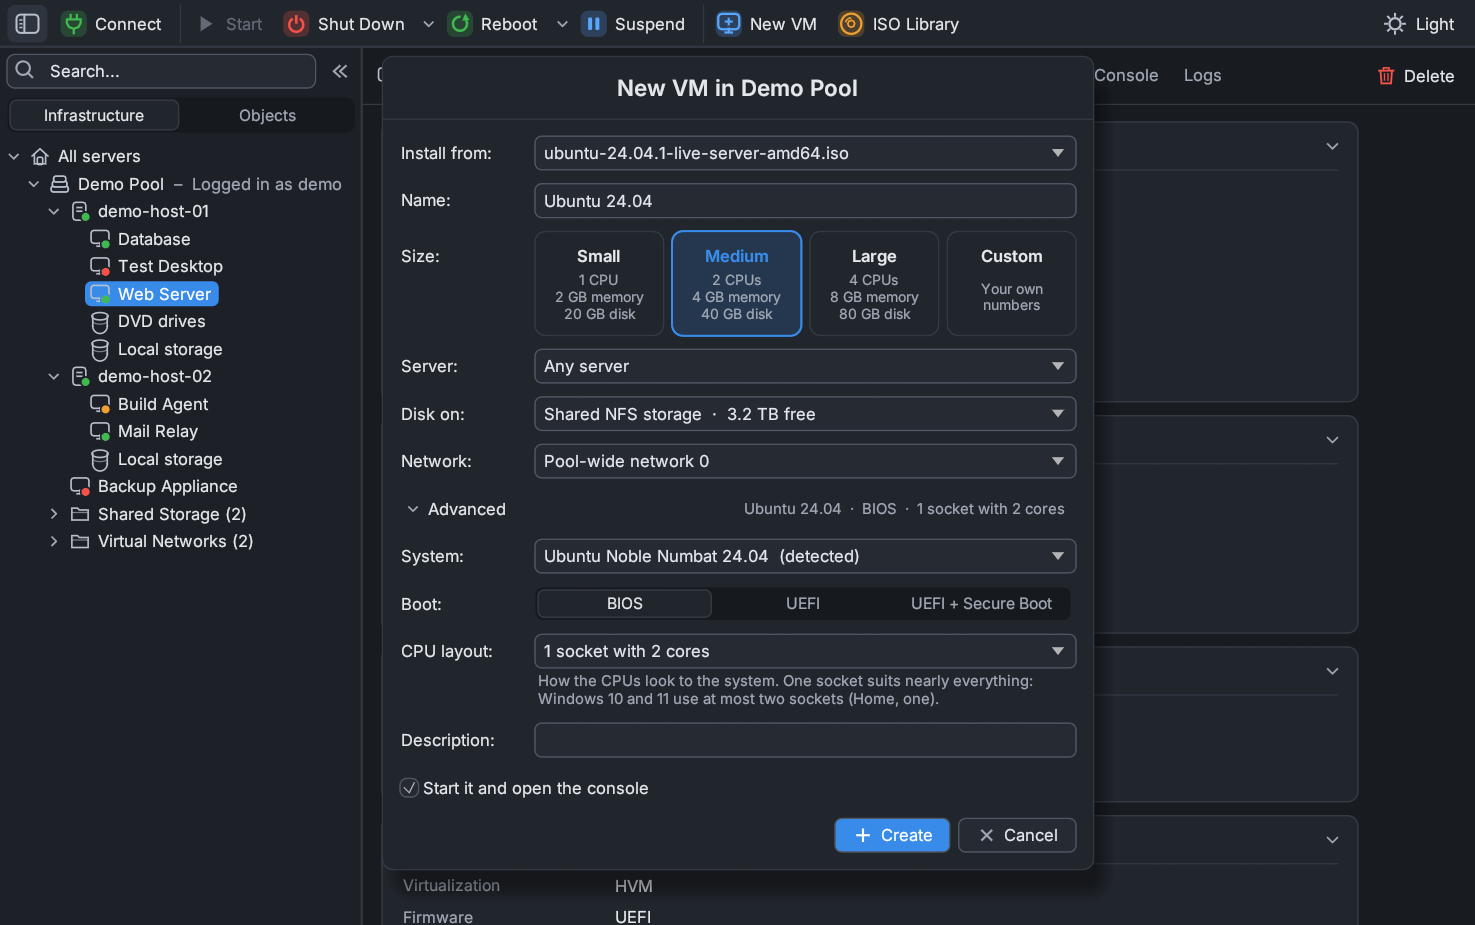 Connect Start Shut Down Reboot Suspend New VM ISO Library Light
Search...
Infrastructure Objects
All servers
Demo Pool – Logged in as demo
demo-host-01
Database
Test Desktop
Web Server
DVD drives
Local storage
demo-host-02
Build Agent
Mail Relay
Local storage
Backup Appliance
Shared Storage (2)
Virtual Networks (2)
Console Logs Delete
New VM in Demo Pool
Install from: ubuntu-24.04.1-live-server-amd64.iso
Name: Ubuntu 24.04
Size:
Small
1 CPU
2 GB memory
20 GB disk
Medium
2 CPUs
4 GB memory
40 GB disk
Large
4 CPUs
8 GB memory
80 GB disk
Custom
Your own
numbers
Server: Any server
Disk on: Shared NFS storage · 3.2 TB free
Network: Pool-wide network 0
Advanced Ubuntu 24.04 · BIOS · 1 socket with 2 cores
System: Ubuntu Noble Numbat 24.04 (detected)
Boot: BIOS UEFI UEFI + Secure Boot
CPU layout: 1 socket with 2 cores
How the CPUs look to the system. One socket suits nearly everything:
Windows 10 and 11 use at most two sockets (Home, one).
Description:
Start it and open the console
Create Cancel
Virtualization HVM
Firmware UEFI